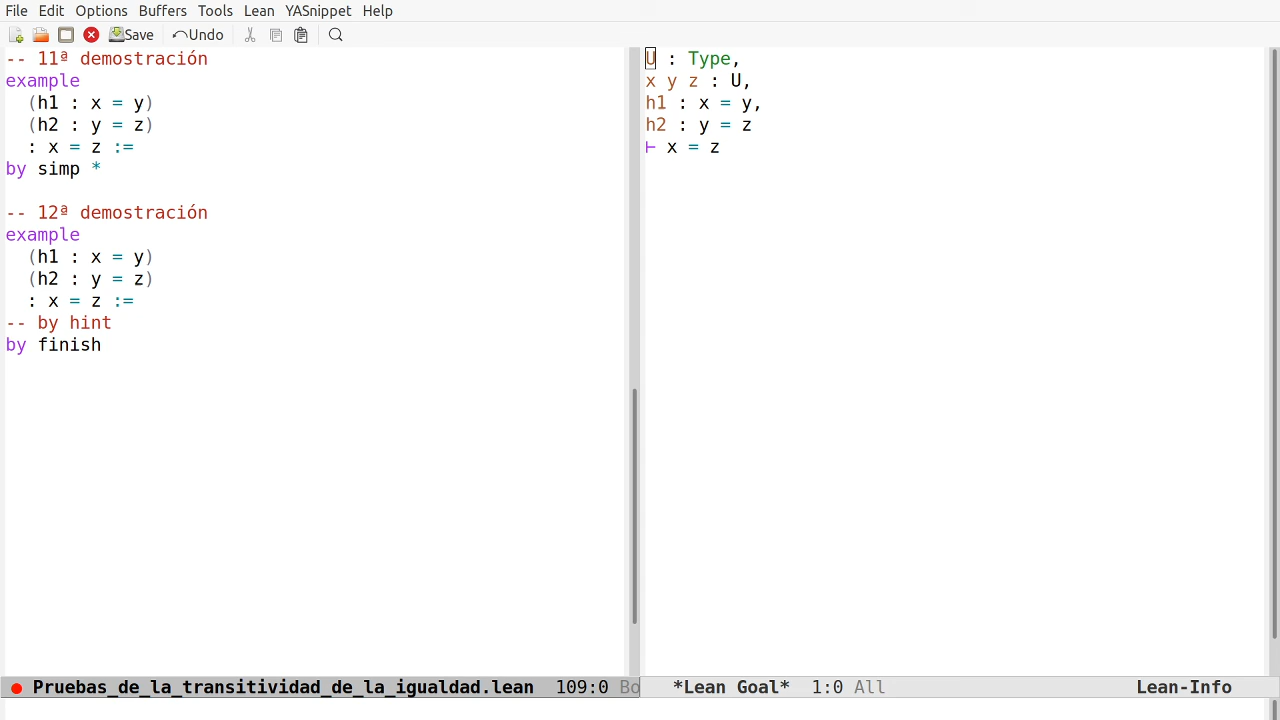 File Edit Options Buffers Tools Lean YASnippet Help
Save Undo
-- 11ª demostración
example
  (h1 : x = y)
  (h2 : y = z)
  : x = z :=
by simp *
-- 12ª demostración
example
  (h1 : x = y)
  (h2 : y = z)
  : x = z :=
-- by hint
by finish
U : Type,
x y z : U,
h1 : x = y,
h2 : y = z
⊢ x = z
Pruebas_de_la_transitividad_de_la_igualdad.lean 109:0 Bo
*Lean Goal* 1:0 All Lean-Info